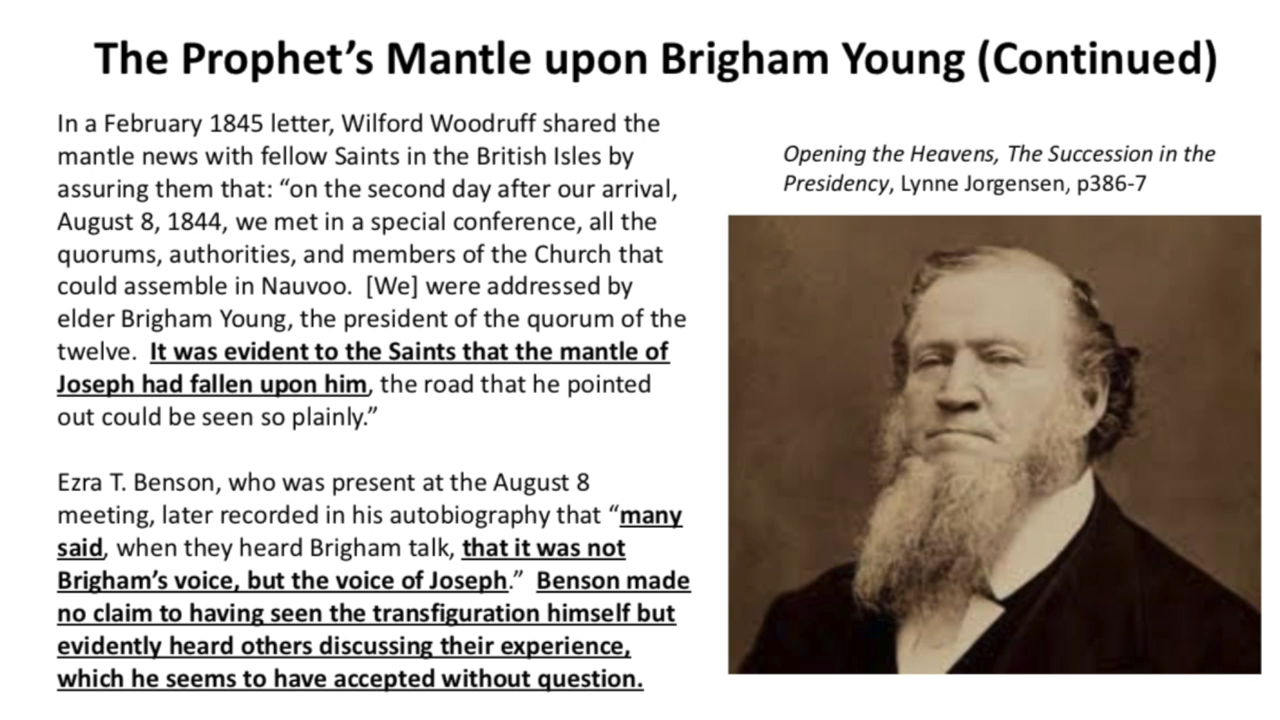 The Prophet’s Mantle upon Brigham Young (Continued)
In a February 1845 letter, Wilford Woodruff shared the
mantle news with fellow Saints in the British Isles by
assuring them that: “on the second day after our arrival,
August 8, 1844, we met in a special conference, all the
quorums, authorities, and members of the Church that
could assemble in Nauvoo.  [We] were addressed by
elder Brigham Young, the president of the quorum of the
twelve.  It was evident to the Saints that the mantle of
Joseph had fallen upon him, the road that he pointed
out could be seen so plainly.”
Ezra T. Benson, who was present at the August 8
meeting, later recorded in his autobiography that “many
said, when they heard Brigham talk, that it was not
Brigham’s voice, but the voice of Joseph.”  Benson made
no claim to having seen the transfiguration himself but
evidently heard others discussing their experience,
which he seems to have accepted without question.
Opening the Heavens, The Succession in the
Presidency, Lynne Jorgensen, p386-7